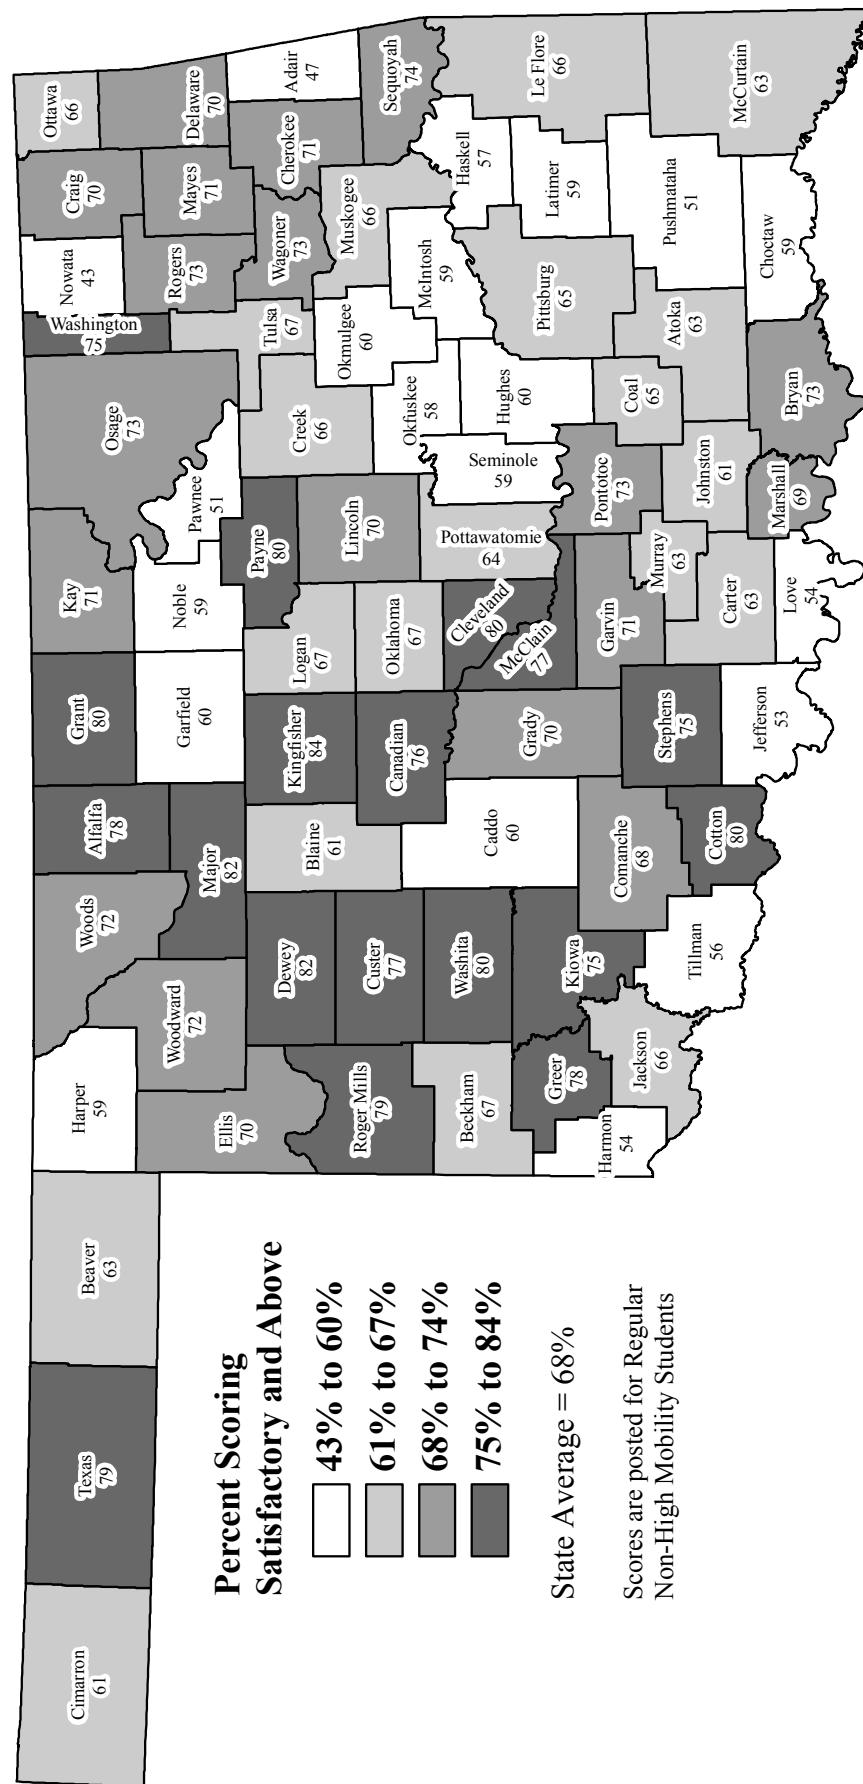 Cimarron
61
Texas
79
Beaver
63
Harper
59
Woods
72
Alfalfa
78
Grant
80
Kay
71
Osage
73
Washington
75
Nowata
43
Craig
70
Ottawa
66
Ellis
70
Woodward
72
Major
82
Garfield
60
Noble
59
Pawnee
51
Rogers
73
Mayes
71
Delaware
70
Roger Mills
79
Dewey
82
Blaine
61
Kingfisher
84
Logan
67
Payne
80
Creek
66
Tulsa
67
Wagoner
73
Cherokee
71
Adair
47
Custer
77
Canadian
76
Oklahoma
67
Lincoln
70
Okfuskee
58
Okmulgee
60
Muskogee
66
Sequoyah
74
Beckham
67
Washita
80
Caddo
60
Grady
70
McClain
77
Cleveland
80
Pottawatomie
64
Seminole
59
Hughes
60
McIntosh
59
Haskell
57
Le Flore
66
Harmon
54
Greer
78
Kiowa
75
Comanche
68
Garvin
71
Pontotoc
73
Coal
65
Pittsburg
65
Latimer
59
Jackson
66
Tillman
56
Cotton
80
Stephens
75
Murray
63
Johnston
61
Atoka
63
Pushmataha
51
McCurtain
63
Jefferson
53
Carter
63
Love
54
Marshall
69
Bryan
73
Choctaw
59
Percent Scoring
Satisfactory and Above
43% to 60%
61% to 67%
68% to 74%
75% to 84%
State Average = 68%
Scores are posted for Regular
Non-High Mobility Students